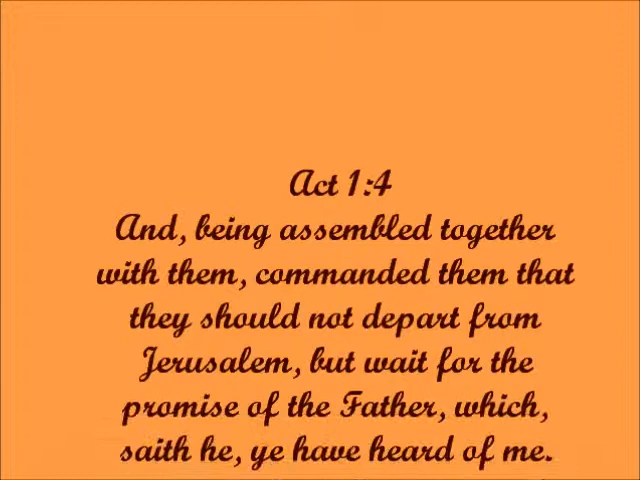 Act 1:4
And, being assembled together
with them, commanded them that
they should not depart from
Jerusalem, but wait for the
promise of the Father, which,
saith he, ye have heard of me.